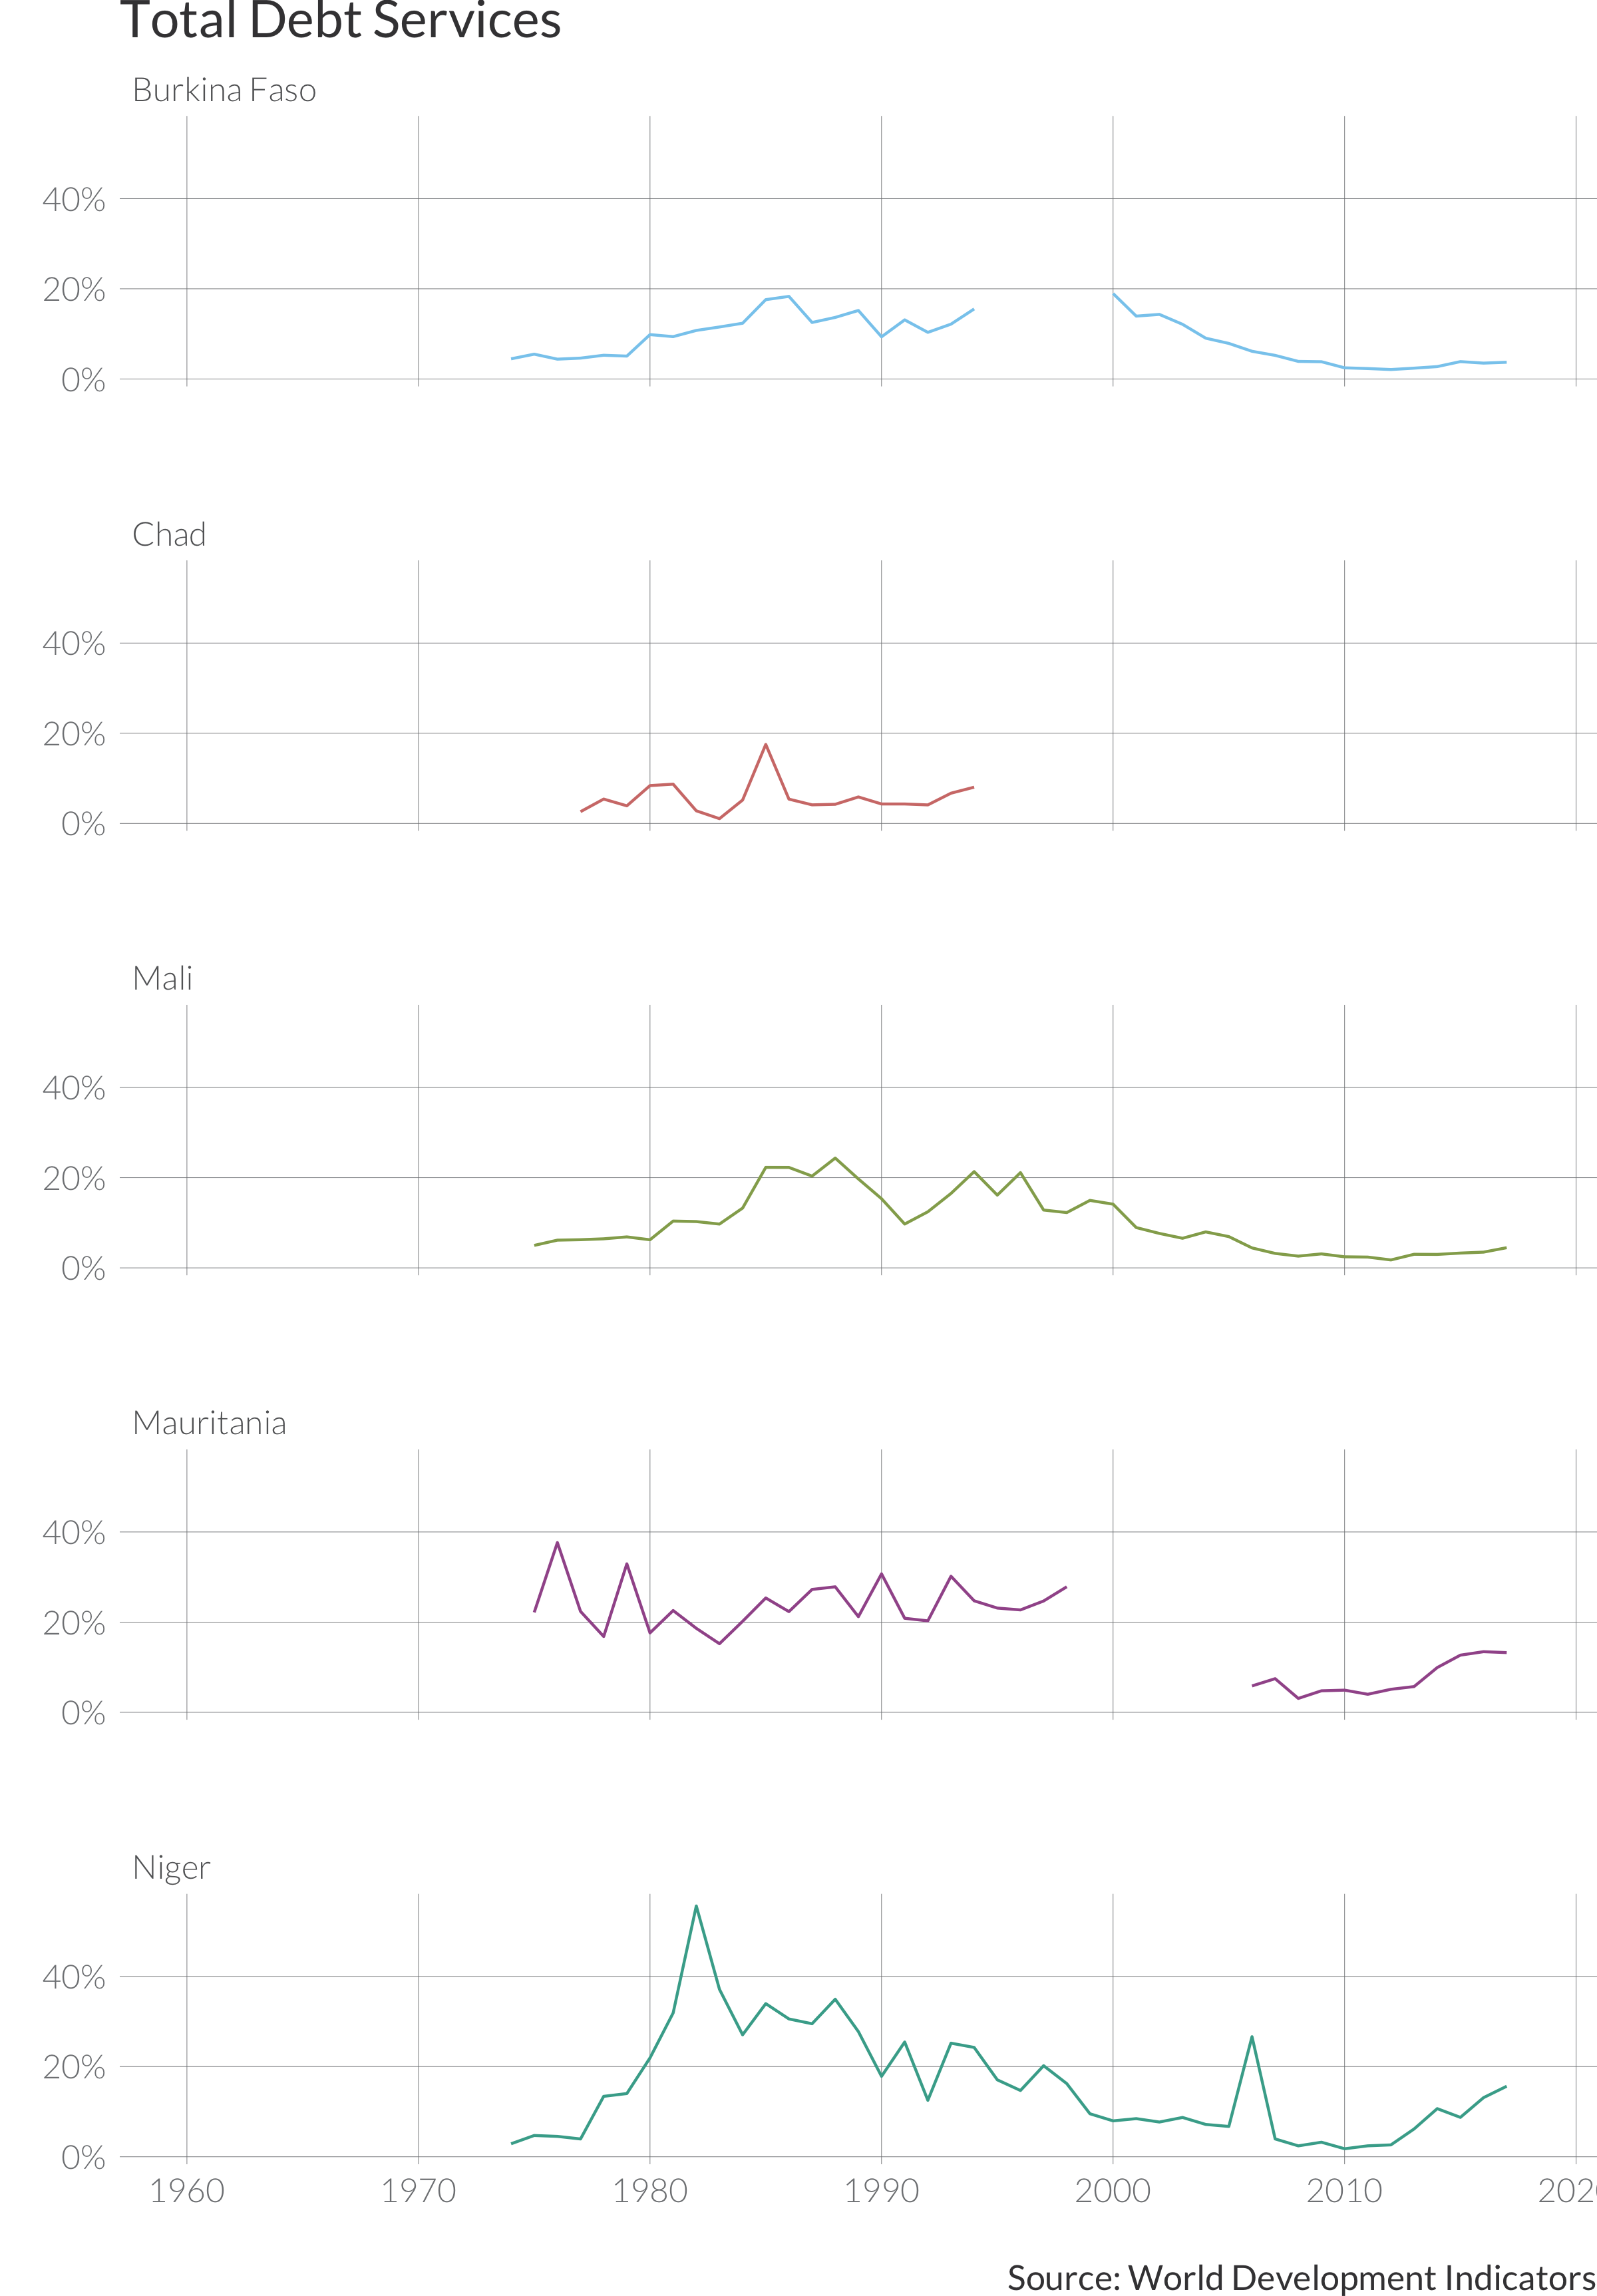 Total Debt Services
Burkina Faso
40%
20%
0%
Chad
40%
20%
0%
Mali
40%
20%
0%
Mauritania
40%
20%
0%
Niger
40%
20%
0%
1960 1970 1980 1990 2000 2010
Source: World Development Indicators